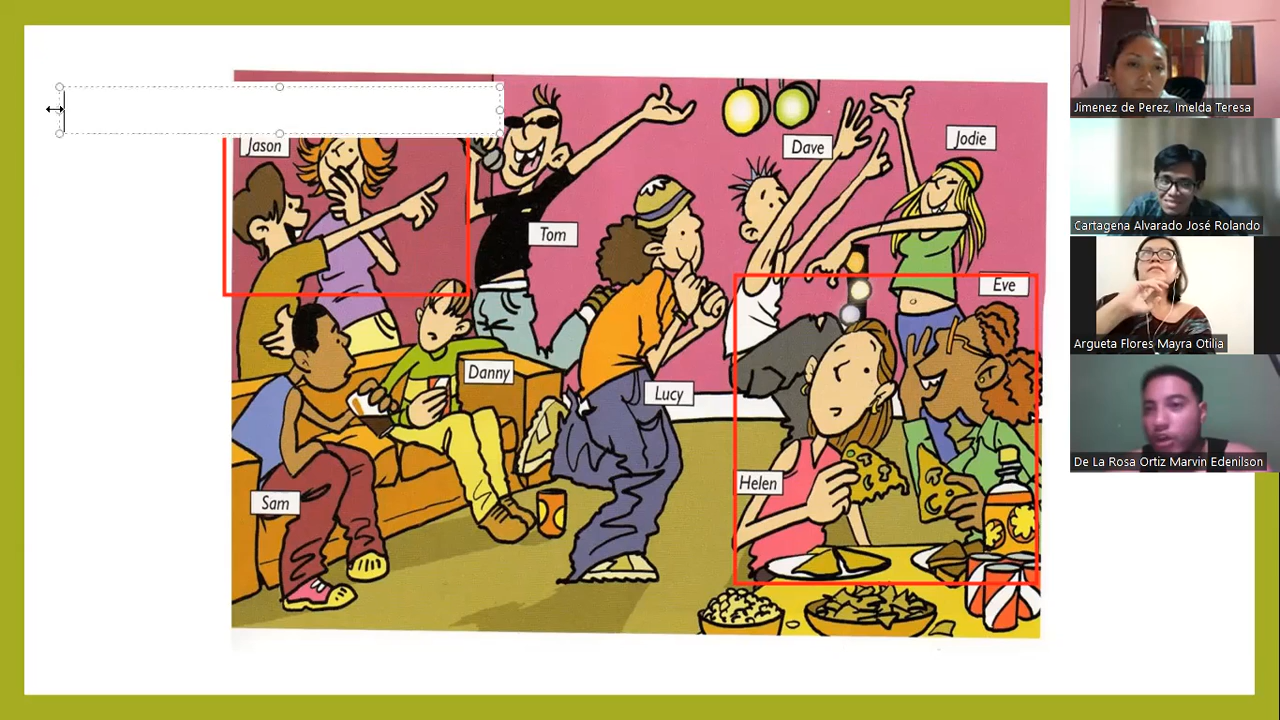 Jason
Tom
Dave
Jodie
Eve
Danny
Lucy
Helen
Sam
Jimenez de Perez, Imelda Teresa
Cartagena Alvarado José Rolando
Argueta Flores Mayra Otilia
De La Rosa Ortiz Marvin Edenilson